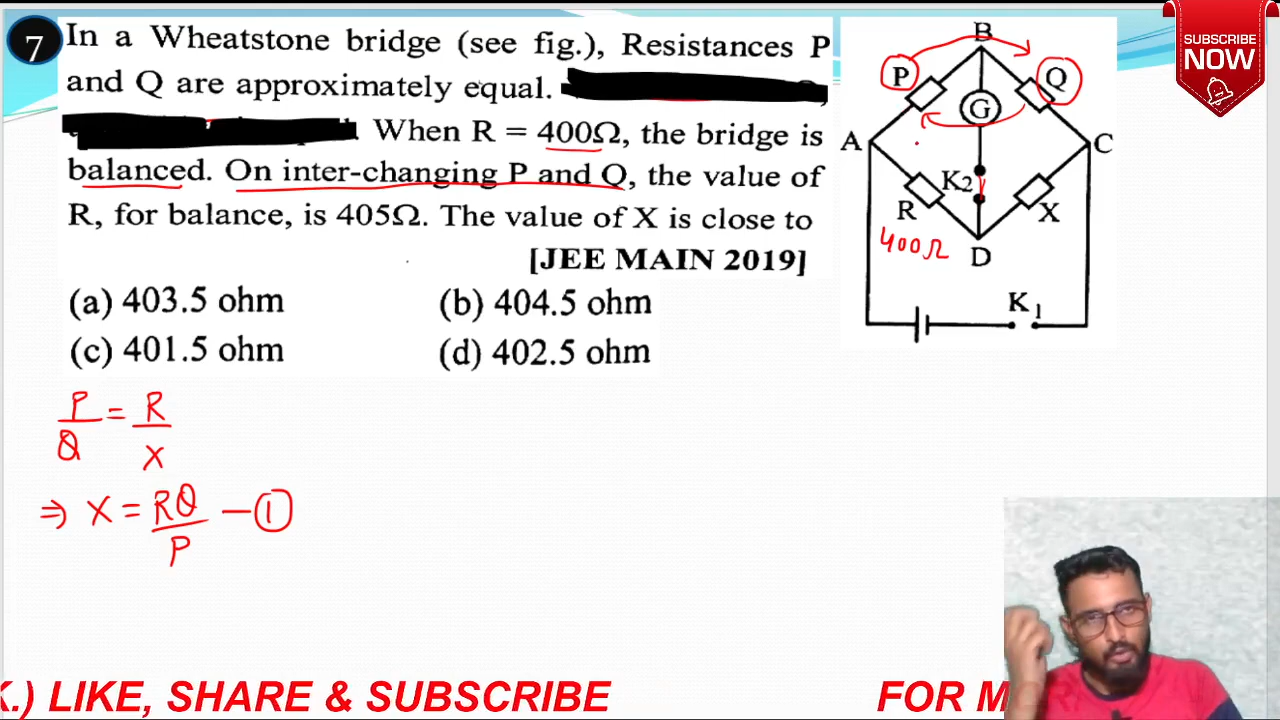 7
In a Wheatstone bridge (see fig.), Resistances P
and Q are approximately equal.
. When R = 400Ω, the bridge is
balanced. On inter-changing P and Q, the value of
R, for balance, is 405Ω. The value of X is close to
[JEE MAIN 2019]
(a) 403.5 ohm
(b) 404.5 ohm
(c) 401.5 ohm
(d) 402.5 ohm
B
P
Q
G
A
C
K2
R
X
400Ω
D
K1
SUBSCRIBE
NOW
P/Q = R/X
⇒ X = RQ/P - ①
K.) LIKE, SHARE & SUBSCRIBE
FOR M